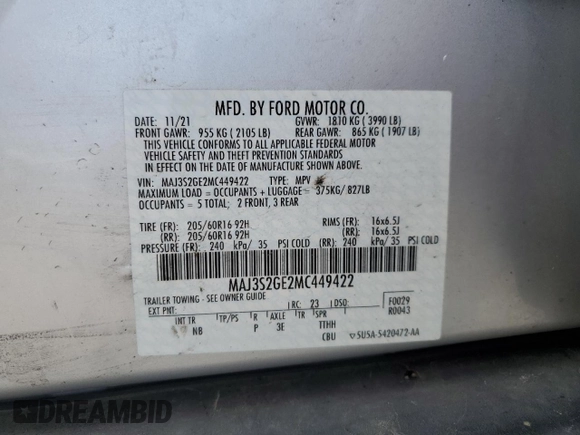 MFD. BY FORD MOTOR CO.
DATE: 11/21 GVWR: 1810 KG ( 3990 LB)
FRONT GAWR: 955 KG ( 2105 LB) REAR GAWR: 865 KG ( 1907 LB)
THIS VEHICLE CONFORMS TO ALL APPLICABLE FEDERAL MOTOR
VEHICLE SAFETY AND THEFT PREVENTION STANDARDS
IN EFFECT ON THE DATE OF MANUFACTURE SHOWN ABOVE.
VIN: MAJ3S2GE2MC449422 TYPE: MPV
MAXIMUM LOAD = OCCUPANTS + LUGGAGE = 375KG/ 827LB
OCCUPANTS = 5 TOTAL; 2 FRONT, 3 REAR
TIRE (FR): 205/60R16 92H RIMS (FR): 16x6.5J
(RR): 205/60R16 92H (RR): 16x6.5J
PRESSURE (FR): 240 kPa/ 35 PSI COLD (RR): 240 kPa/ 35 PSI COLD
MAJ3S2GE2MC449422
TRAILER TOWING - SEE OWNER GUIDE
EXT PNT: RC: 23 DSO: F0029
R0043
INT TR TP/PS R AXLE TR SPR
NB P 3E TTHH
CBU ▽ 5U5A-5420472-AA
DREAMBID